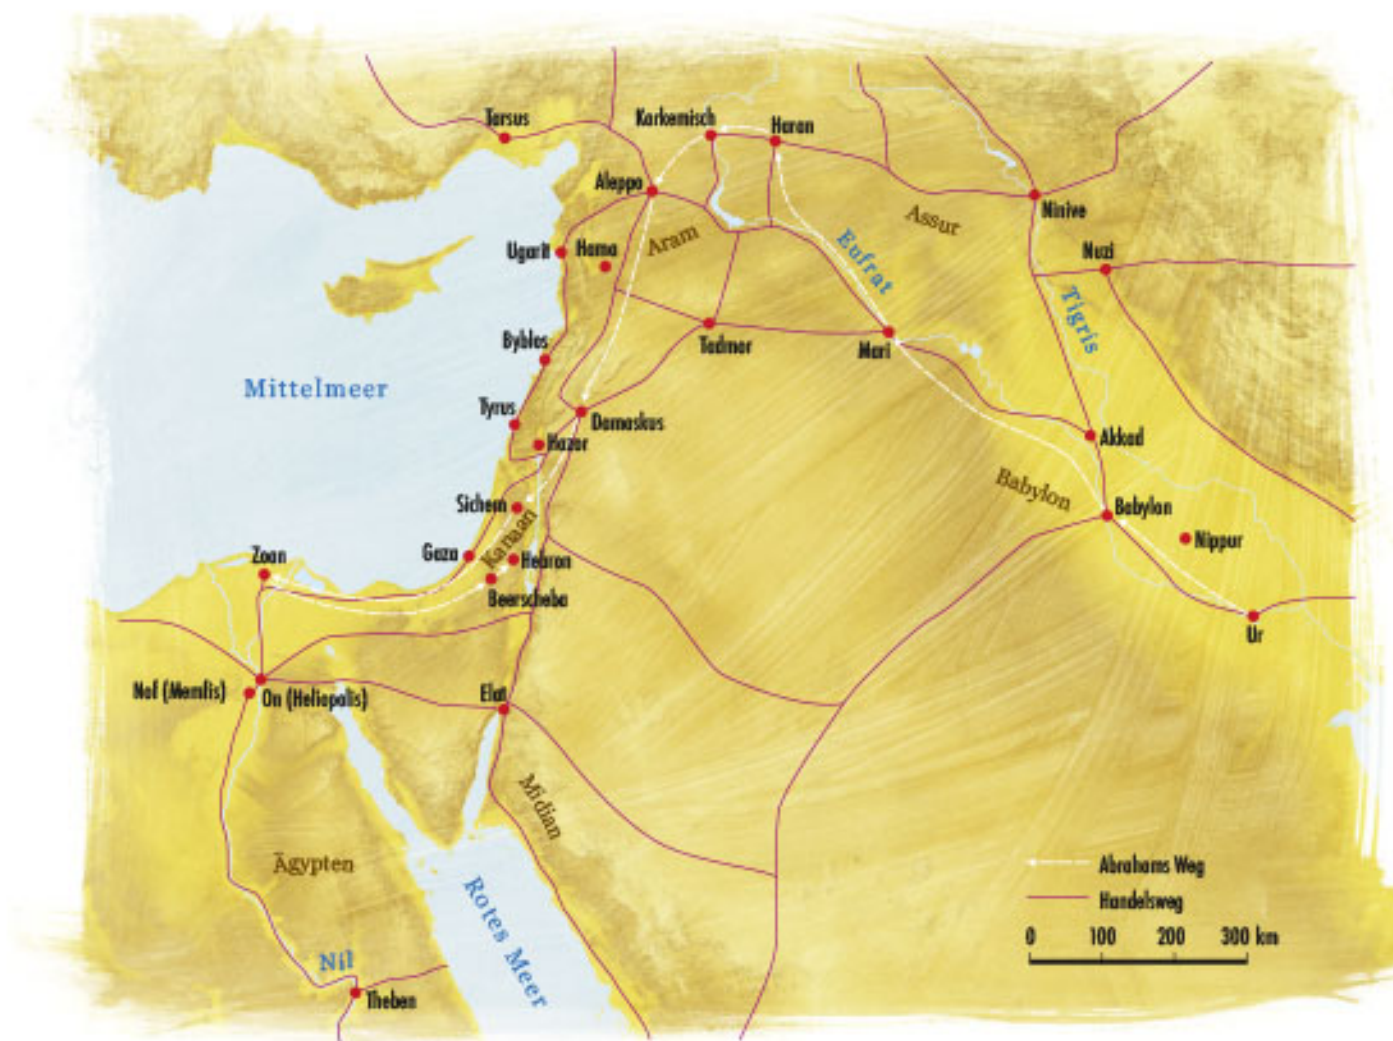 Tarsus
Karkemisch
Haran
Aleppo
Ninive
Assur
Aram
Ugarit
Hama
Eufrat
Nuzi
Tigris
Byblos
Tadmor
Mari
Mittelmeer
Tyrus
Damaskus
Hazor
Akkad
Babylon
Sichem
Kanaan
Babylon
Nippur
Zoan
Gaza
Hebron
Beerscheba
Ur
Nof (Memfis)
On (Heliopolis)
Elat
Midian
Ägypten
Rotes Meer
Nil
Theben
Abrahams Weg
Handelsweg
0 100 200 300 km